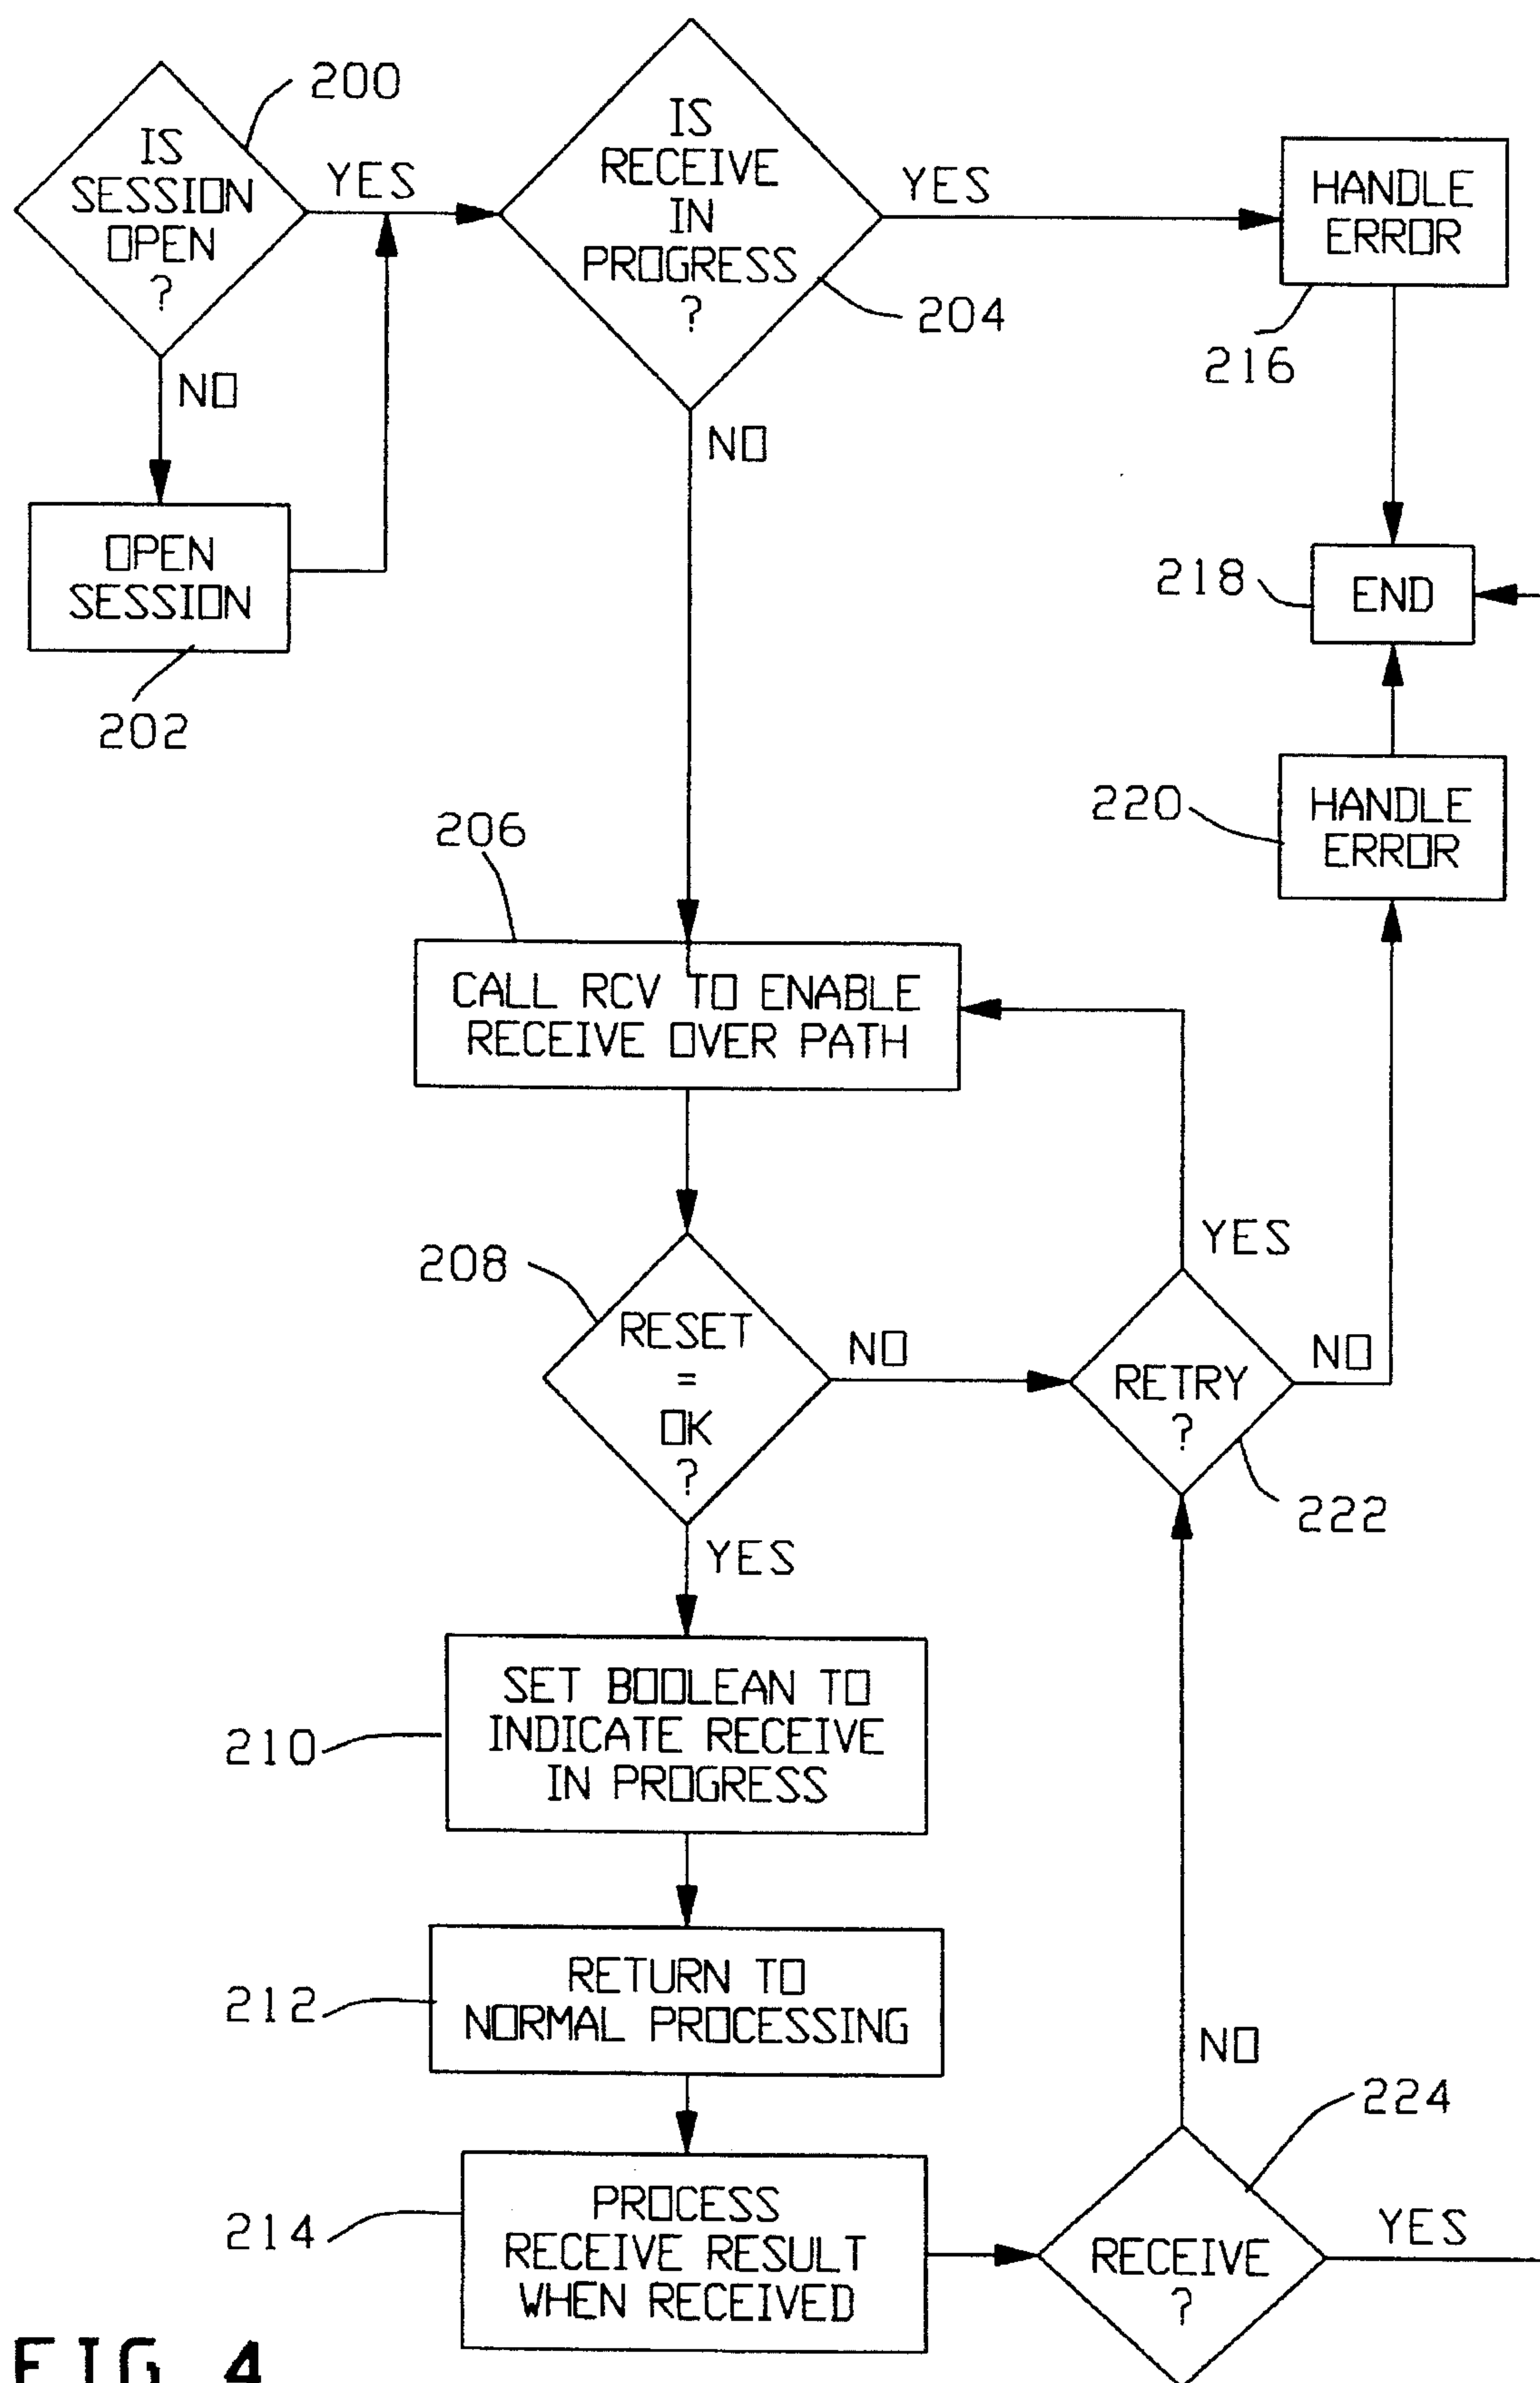 200
IS
SESSION
OPEN
?
YES
NO
OPEN
SESSION
202
IS
RECEIVE
IN
PROGRESS
?
204
YES
NO
HANDLE
ERROR
216
218
END
220
HANDLE
ERROR
206
CALL RCV TO ENABLE
RECEIVE OVER PATH
208
RESET
=
OK
?
NO
YES
YES
RETRY
?
NO
222
210
SET BOOLEAN TO
INDICATE RECEIVE
IN PROGRESS
212
RETURN TO
NORMAL PROCESSING
214
PROCESS
RECEIVE RESULT
WHEN RECEIVED
NO
224
RECEIVE
?
YES
FIG 4